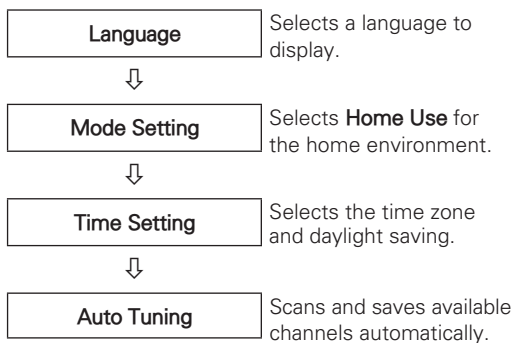 Language
Selects a language to
display.
Mode Setting
Selects Home Use for
the home environment.
Time Setting
Selects the time zone
and daylight saving.
Auto Tuning
Scans and saves available
channels automatically.